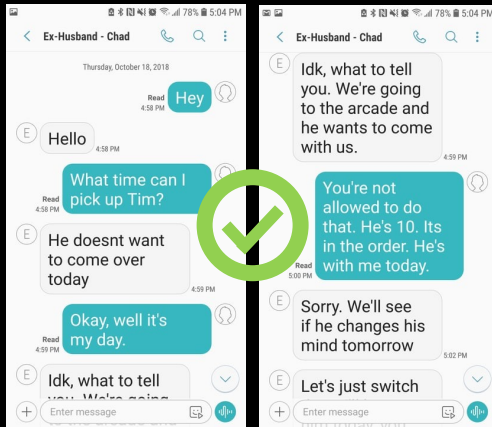 78% 5:04 PM
Ex-Husband - Chad
Thursday, October 18, 2018
Hey
Read
4:58 PM
E
Hello
4:58 PM
What time can I
pick up Tim?
Read
4:58 PM
E
He doesnt want
to come over
today
4:59 PM
Okay, well it's
my day.
Read
4:59 PM
E
Idk, what to tell
you. We're going
Enter message
78% 5:04 PM
Ex-Husband - Chad
E
Idk, what to tell
you. We're going
to the arcade and
he wants to come
with us.
4:59 PM
You're not
allowed to do
that. He's 10. Its
in the order. He's
with me today.
Read
5:00 PM
E
Sorry. We'll see
if he changes his
mind tomorrow
5:02 PM
E
Let's just switch
Enter message